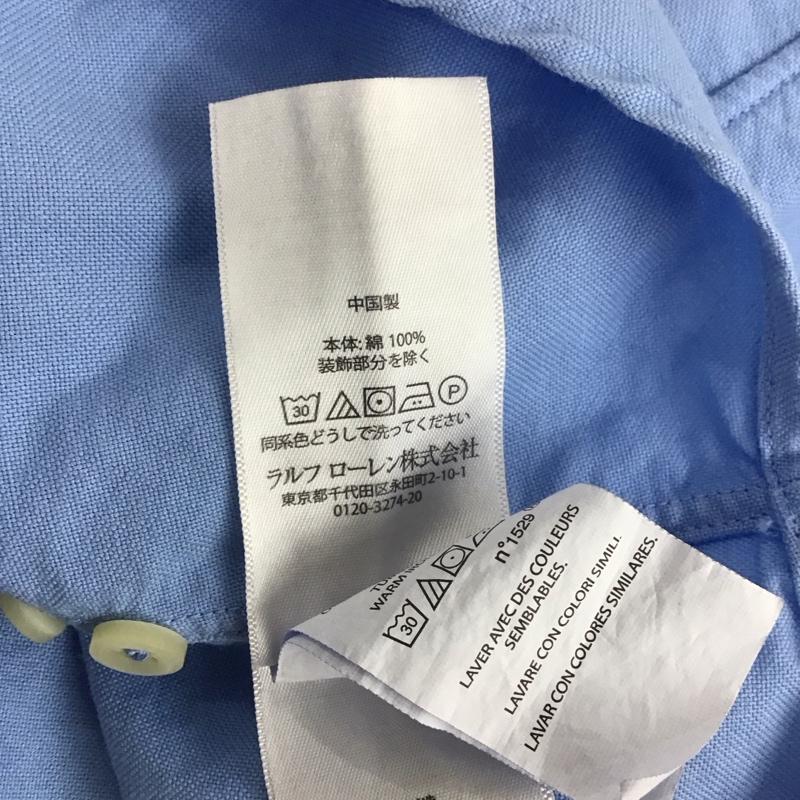 中国製
本体: 綿 100%
装飾部分を除く
30 P
同系色どうしで洗ってください
ラルフ ローレン株式会社
東京都千代田区永田町2-10-1
0120-3274-20
WARM
30
n°1529
LAVER AVEC DES COULEURS
SEMBLABLES.
LAVARE CON COLORI SIMILI.
LAVAR CON COLORES SIMILARES.